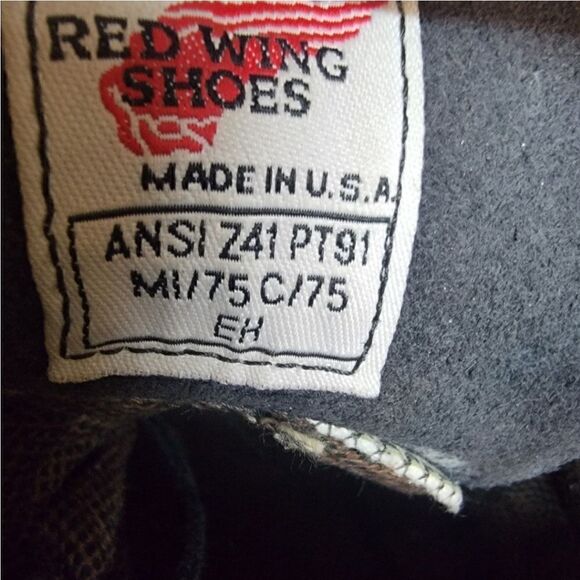 RED WING
SHOES
MADE IN U.S.A.
ANSI Z41 PT91
MI/75 C/75
EH